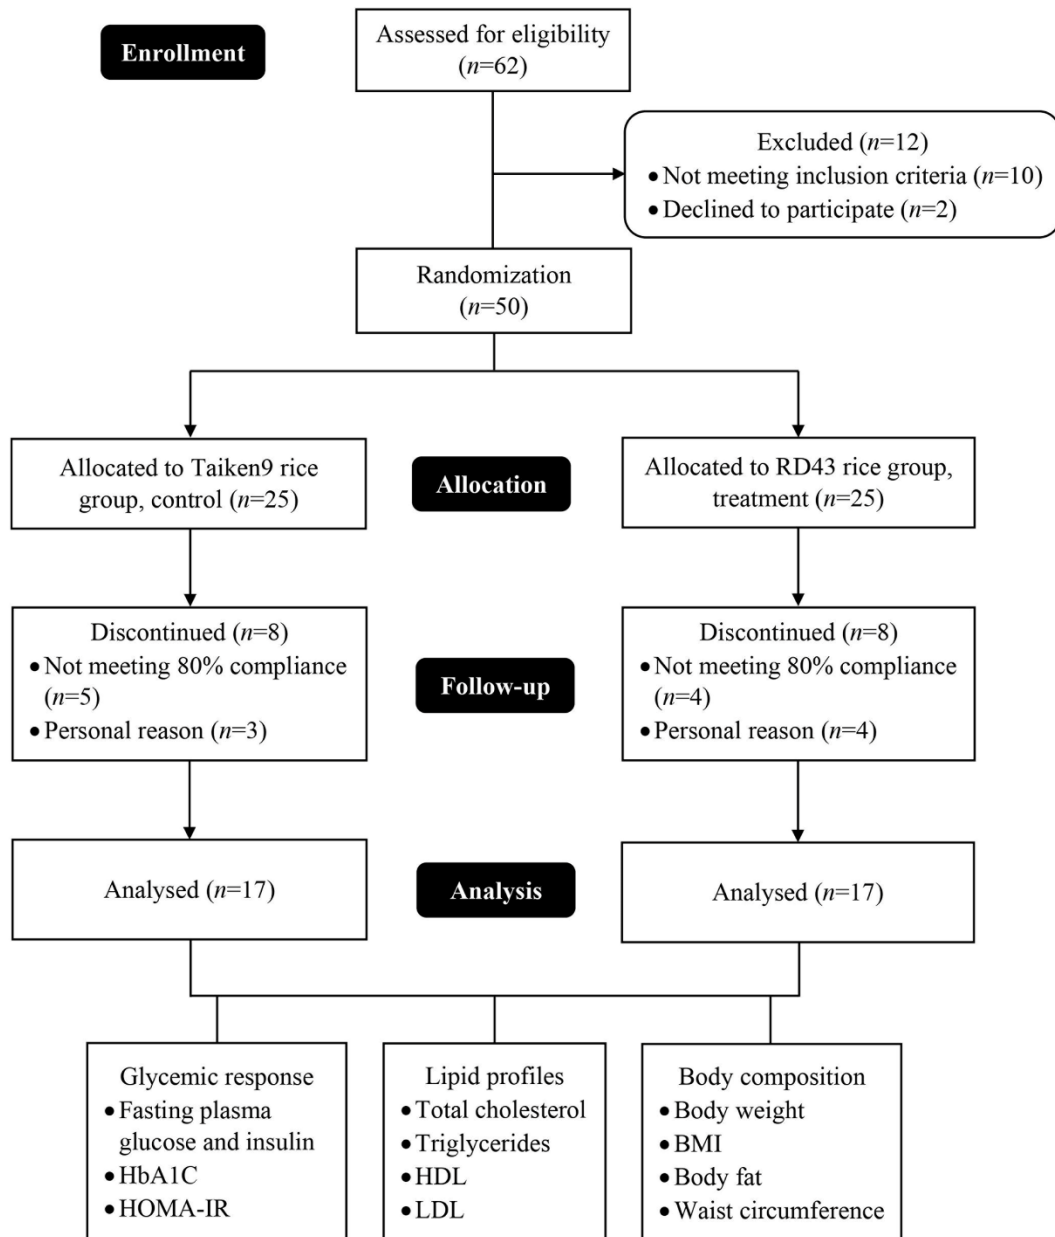 Enrollment
Assessed for eligibility
(n=62)
Excluded (n=12)
•Not meeting inclusion criteria (n=10)
•Declined to participate (n=2)
Randomization
(n=50)
Allocated to Taiken9 rice
group, control (n=25)
Allocation
Allocated to RD43 rice group,
treatment (n=25)
Discontinued (n=8)
•Not meeting 80% compliance
(n=5)
•Personal reason (n=3)
Follow-up
Discontinued (n=8)
•Not meeting 80% compliance
(n=4)
•Personal reason (n=4)
Analysed (n=17)
Analysis
Analysed (n=17)
Glycemic response
•Fasting plasma
glucose and insulin
•HbA1C
•HOMA-IR
Lipid profiles
•Total cholesterol
•Triglycerides
•HDL
•LDL
Body composition
•Body weight
•BMI
•Body fat
•Waist circumference